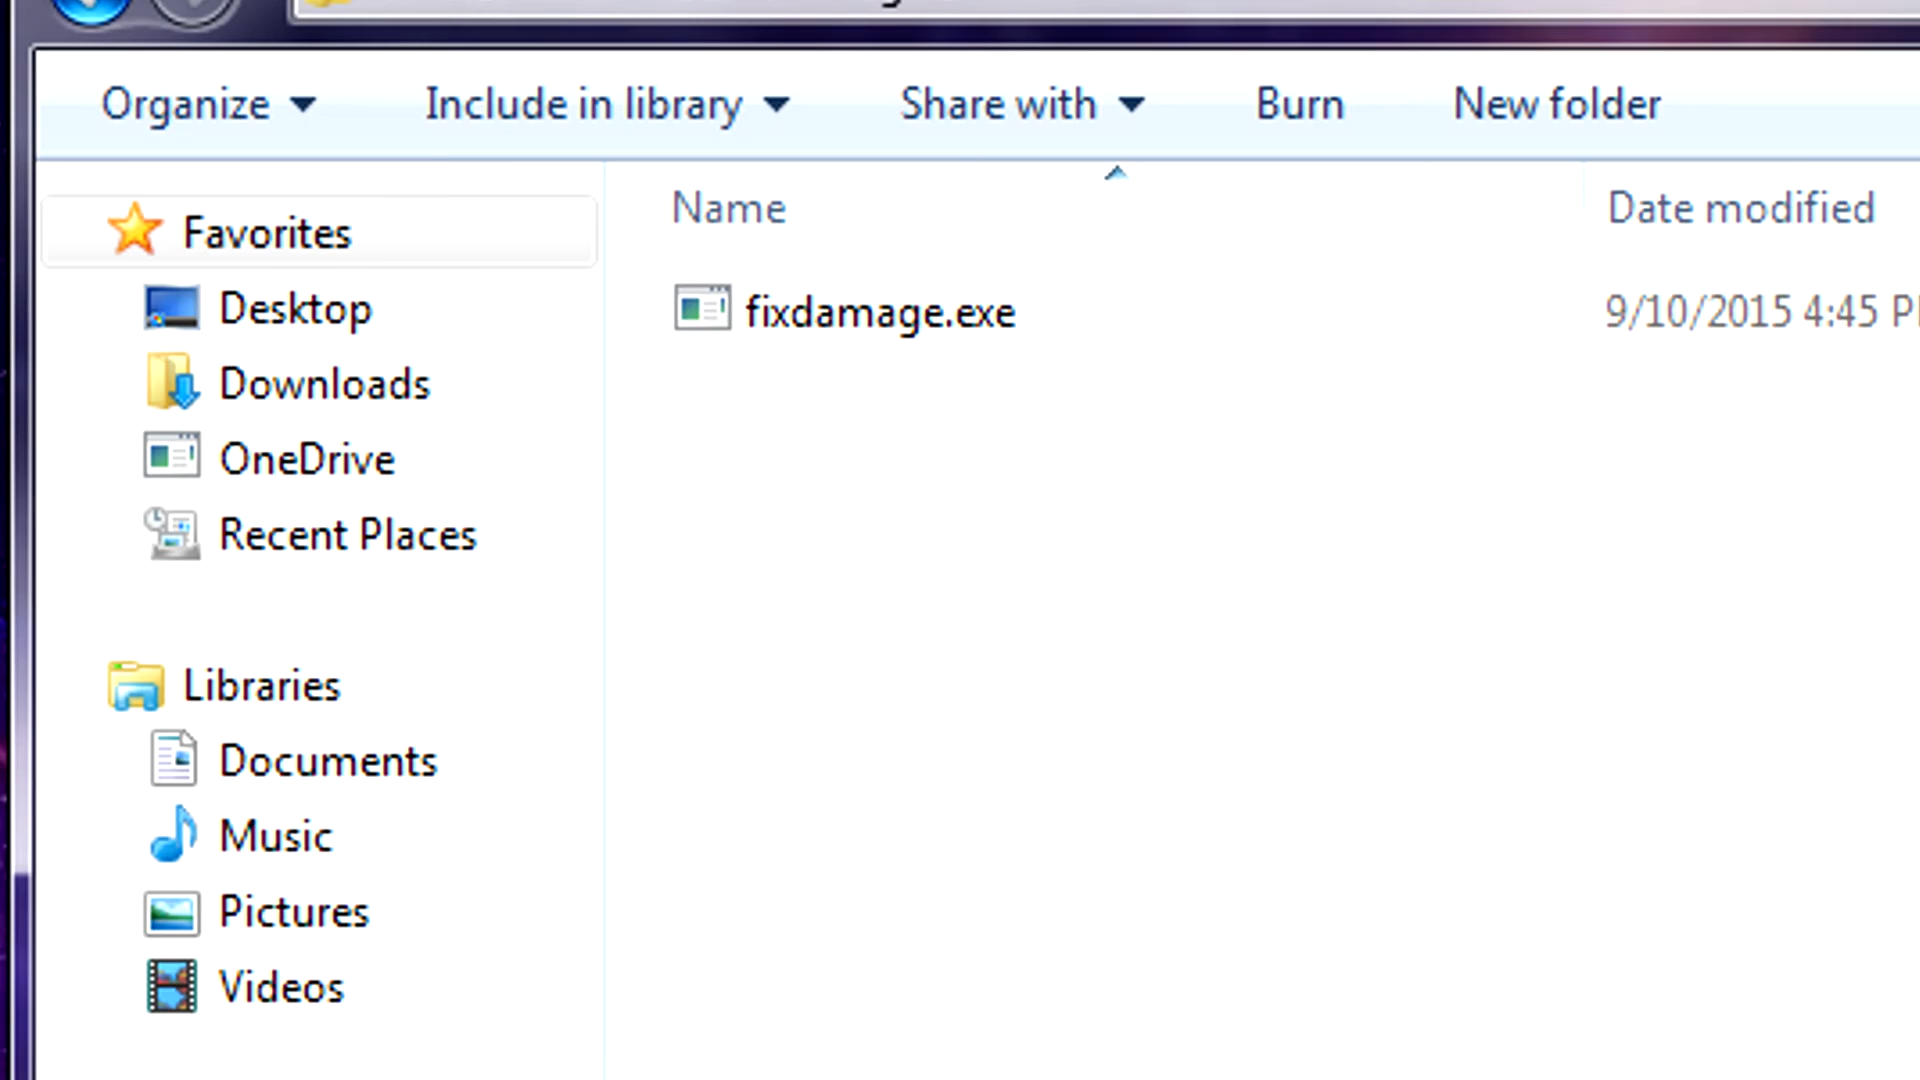 Organize Include in library Share with Burn New folder
Name Date modified
Favorites
fixdamage.exe 9/10/2015 4:45
Desktop
Downloads
OneDrive
Recent Places
Libraries
Documents
Music
Pictures
Videos